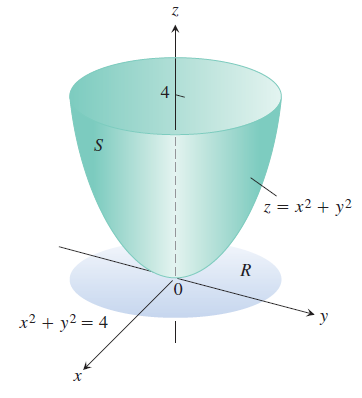 z
4
S
z = x² + y²
R
0
x² + y² = 4
y
x